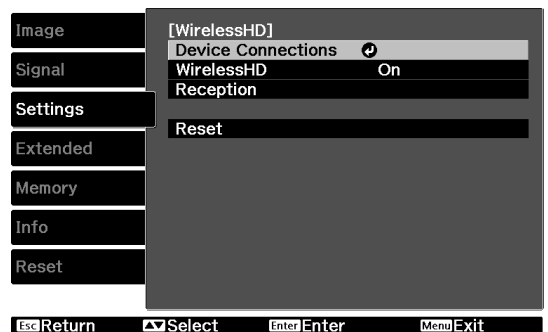 Image
Signal
Settings
Extended
Memory
Info
Reset
[WirelessHD]
Device Connections
WirelessHD On
Reception
Reset
Esc Return Select Enter Enter Menu Exit